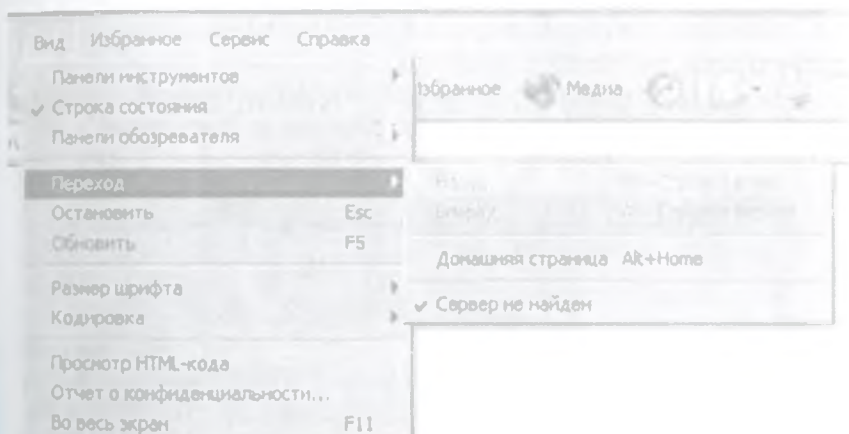 Вид Избранное Сервис Справка
Панели инструментов
✓ Строка состояния
Панели обозревателя
Избранное Медиа
Переход
Остановить Esc
Обновить F5
Размер шрифта
Кодировка
Просмотр HTML-кода
Отчет о конфиденциальности...
Во весь экран F11
Домашняя страница Alt+Home
✓ Сервер не найден